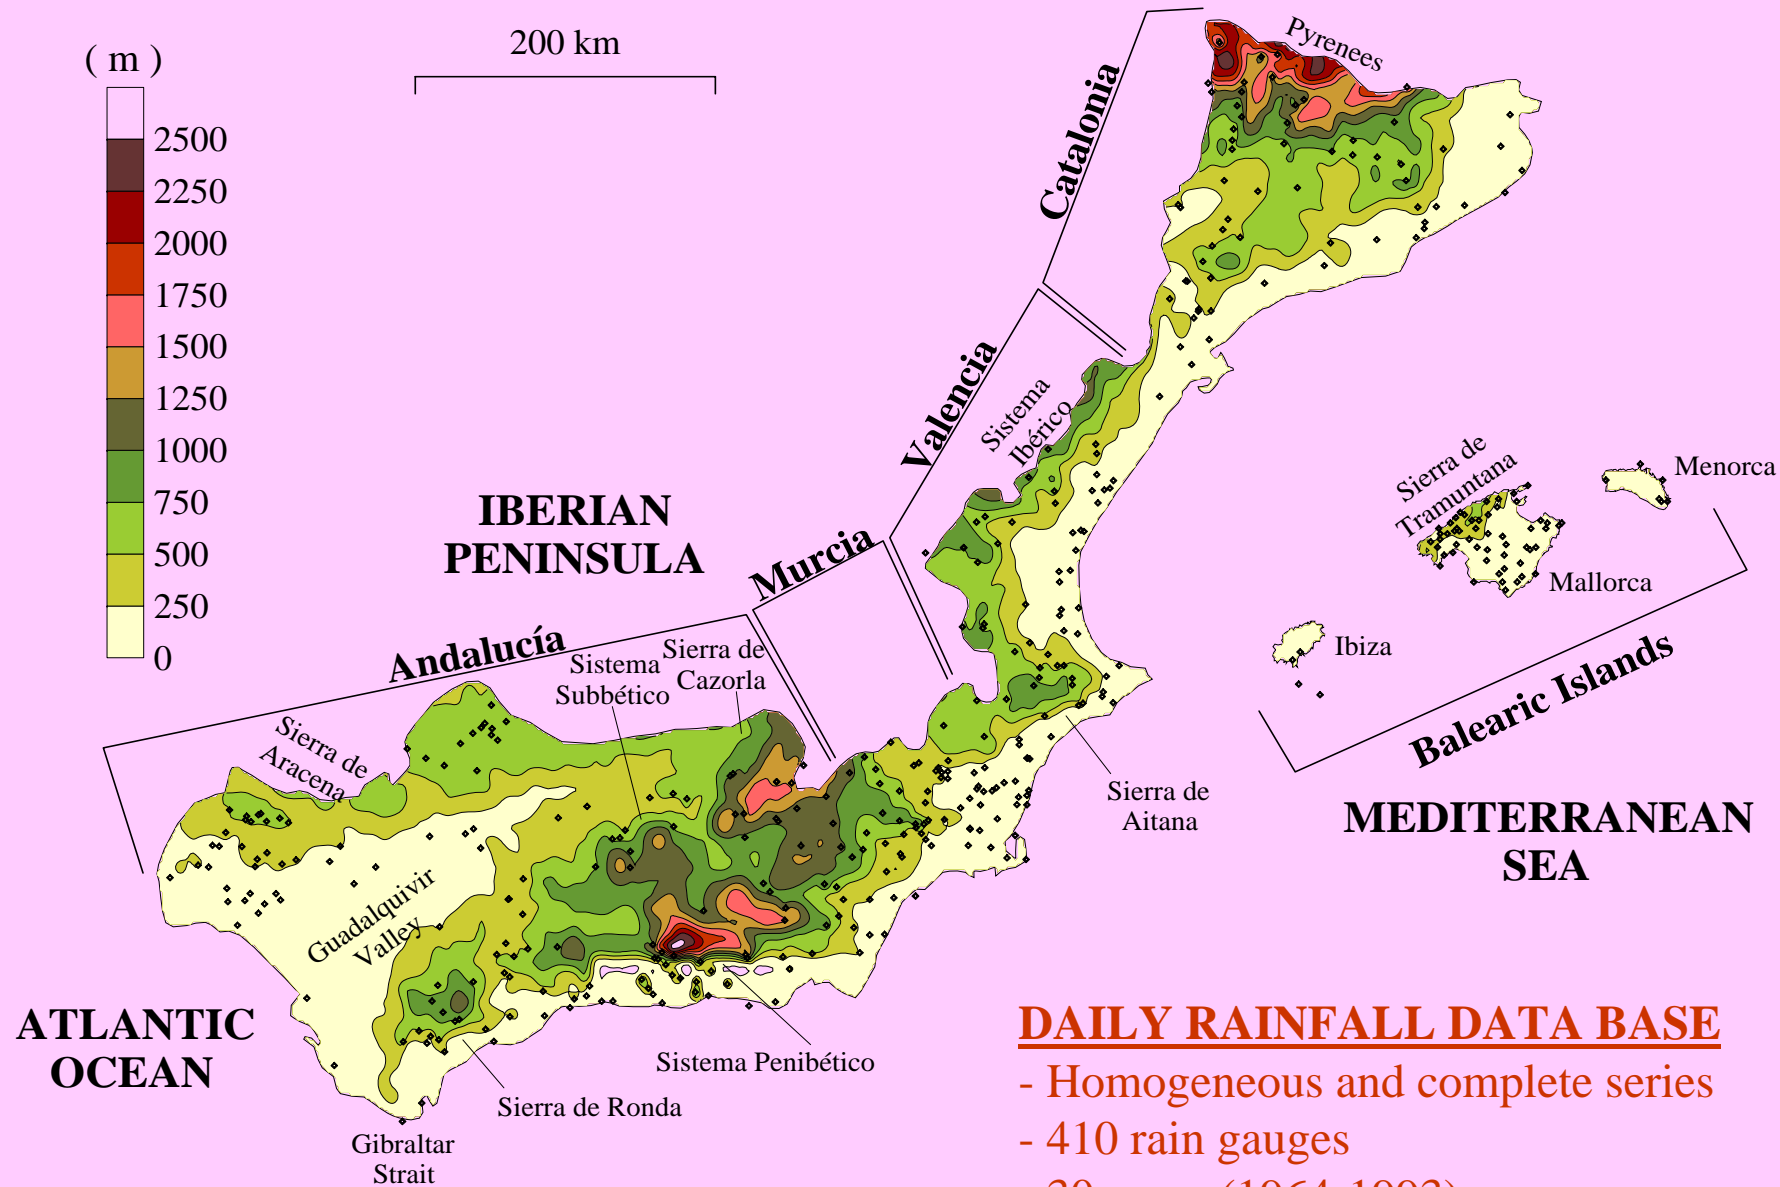 ( m )
2500
2250
2000
1750
1500
1250
1000
750
500
250
0
200 km
Pyrenees
Catalonia
Valencia
Sistema
Ibérico
IBERIAN
PENINSULA
Murcia
Andalucía
Sistema
Subbético
Sierra de
Cazorla
Sierra de
Aracena
Guadalquivir
Valley
ATLANTIC
OCEAN
Gibraltar
Strait
Sierra de Ronda
Sistema Penibético
Sierra de
Aitana
Sierra de
Tramuntana
Menorca
Mallorca
Ibiza
Balearic Islands
MEDITERRANEAN
SEA
DAILY RAINFALL DATA BASE
- Homogeneous and complete series
- 410 rain gauges
- 30 (1964-1993)